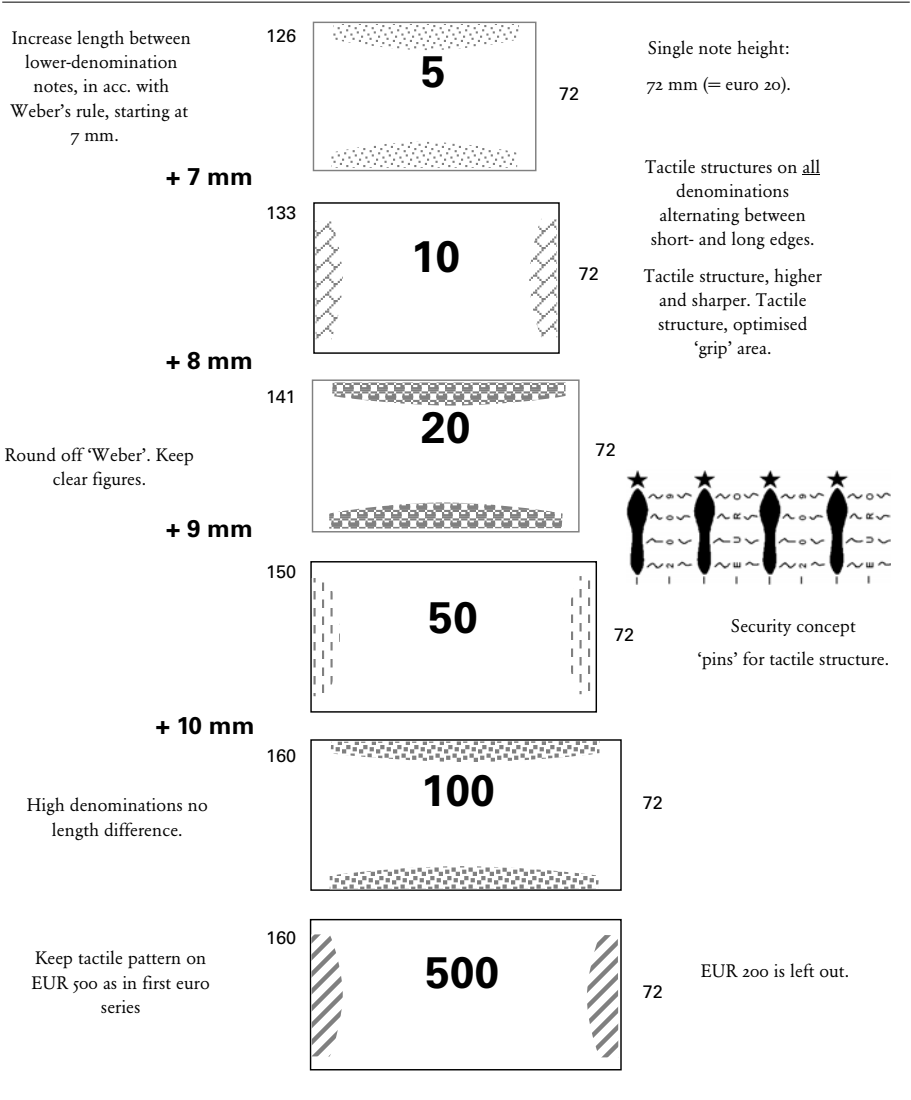 Increase length between
lower-denomination
notes, in acc. with
Weber's rule, starting at
7 mm.
126
5
72
Single note height:
72 mm (= euro 20).
+ 7 mm
Tactile structures on all
denominations
alternating between
short- and long edges.
Tactile structure, higher
and sharper. Tactile
structure, optimised
'grip' area.
133
10
72
+ 8 mm
141
20
72
Round off 'Weber'. Keep
clear figures.
+ 9 mm
150
50
72
Security concept
'pins' for tactile structure.
+ 10 mm
160
100
72
High denominations no
length difference.
160
500
72
Keep tactile pattern on
EUR 500 as in first euro
series
EUR 200 is left out.